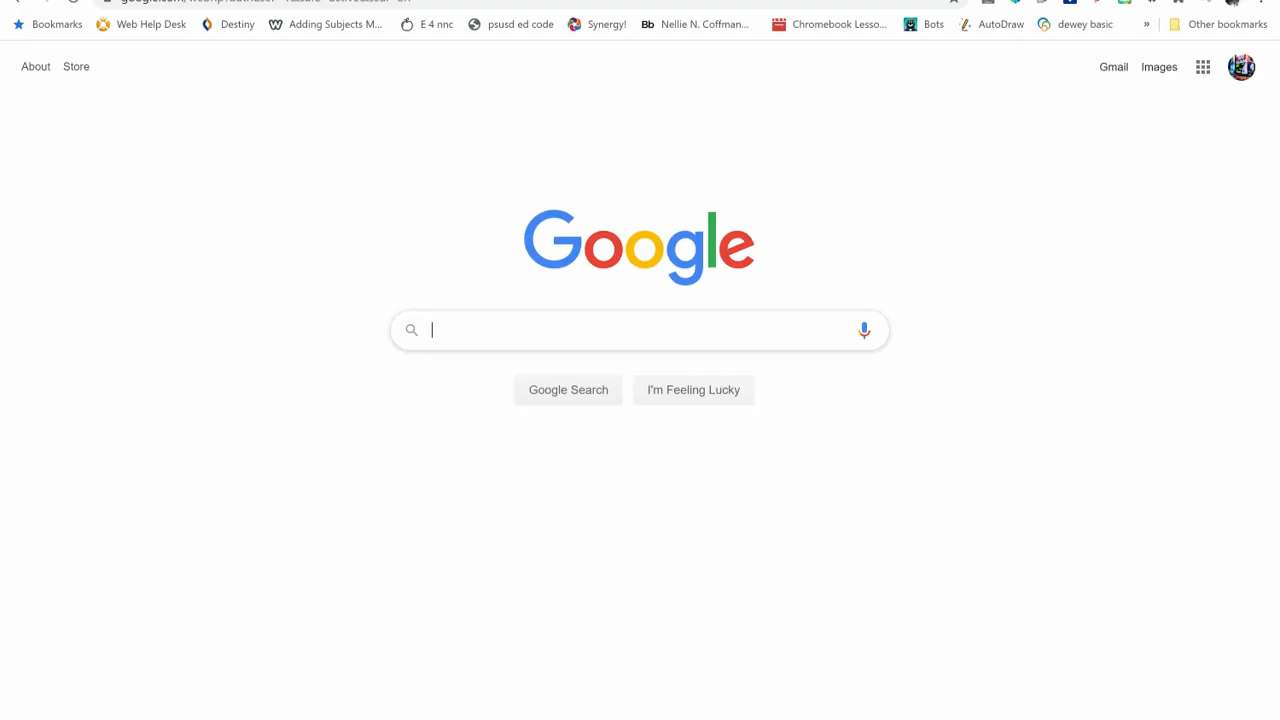 Bookmarks Web Help Desk Destiny Adding Subjects M... E 4 nnc psusd ed code Synergy! Bb Nellie N. Coffman... Chromebook Lesso... Bots AutoDraw dewey basic » Other bookmarks
About Store Gmail Images
Google
Google Search I'm Feeling Lucky